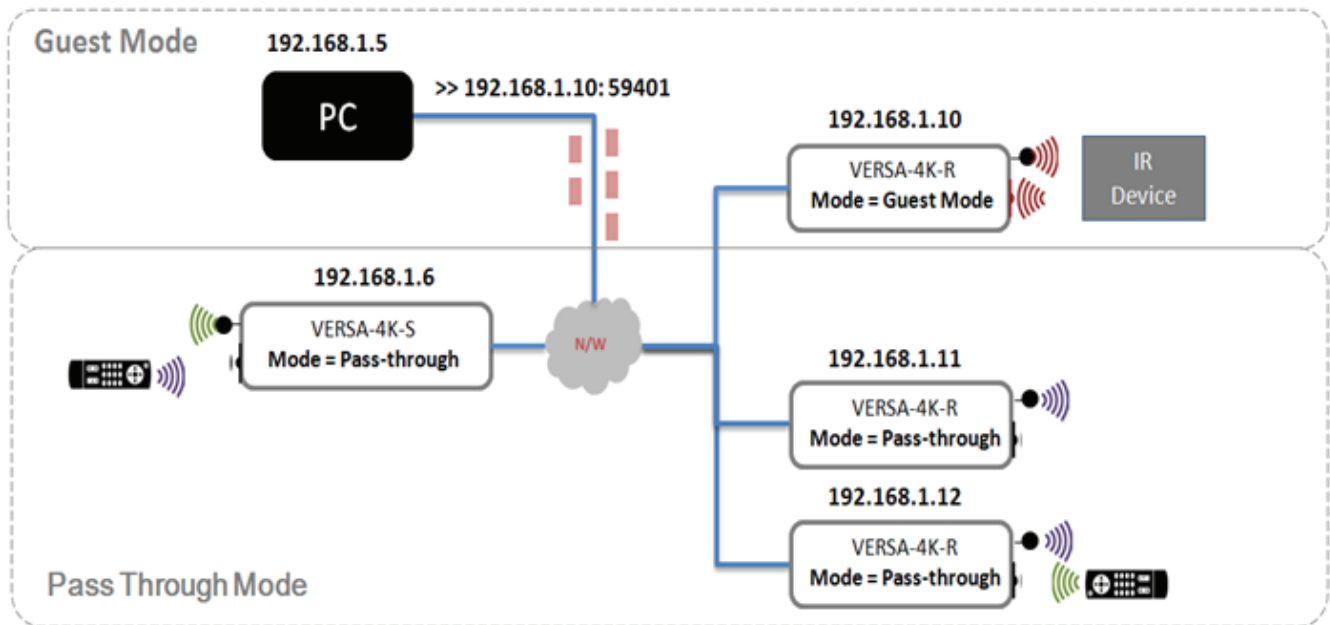 Guest Mode
192.168.1.5
PC
>> 192.168.1.10: 59401
192.168.1.10
VERSA-4K-R
Mode = Guest Mode
IR
Device
192.168.1.6
VERSA-4K-S
Mode = Pass-through
N/W
192.168.1.11
VERSA-4K-R
Mode = Pass-through
192.168.1.12
VERSA-4K-R
Mode = Pass-through
Pass Through Mode